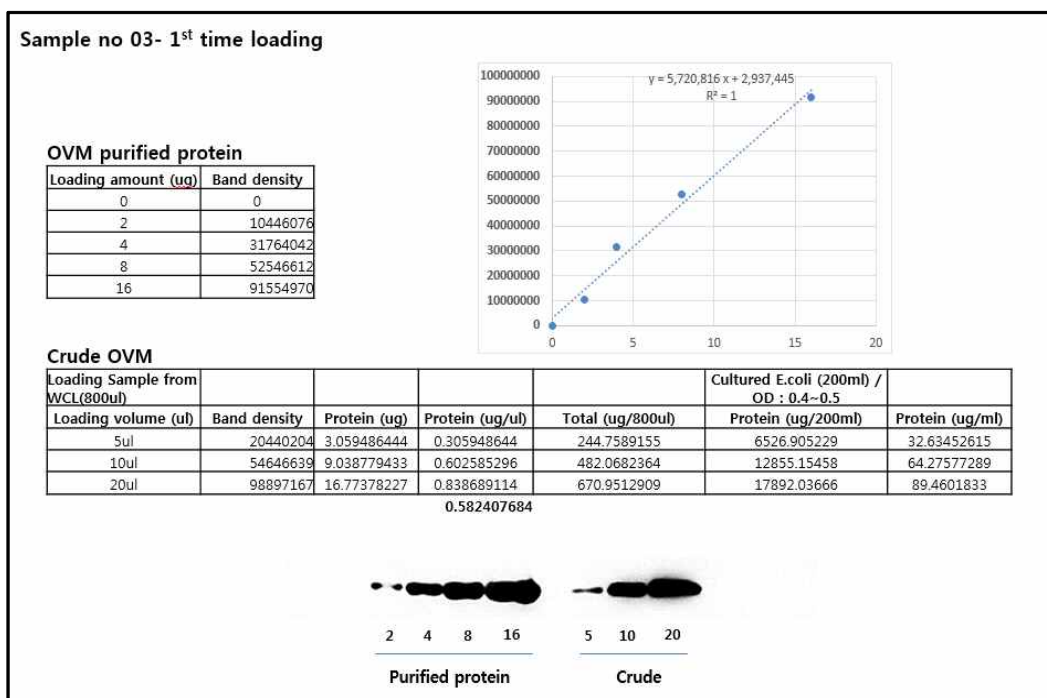 Sample no 03- 1st time loading
y = 5,720,816 x + 2,937,445
R² = 1
100000000
90000000
80000000
70000000
60000000
50000000
40000000
30000000
20000000
10000000
0
0 5 10 15 20
OVM purified protein
Loading amount (ug) Band density
0 0
2 10446076
4 31764042
8 52546612
16 91554970
Crude OVM
Loading Sample from WCL(800ul) Cultured E.coli (200ml) / OD : 0.4~0.5
Loading volume (ul) Band density Protein (ug) Protein (ug/ul) Total (ug/800ul) Protein (ug/200ml) Protein (ug/ml)
5ul 20440204 3.059486444 0.305948644 244.7589155 6526.905229 32.63452615
10ul 54646639 9.038779433 0.602585296 482.0682364 12855.15458 64.27577289
20ul 98897167 16.77378227 0.838689114 670.9512909 17892.03666 89.4601833
0.582407684
2 4 8 16 5 10 20
Purified protein Crude